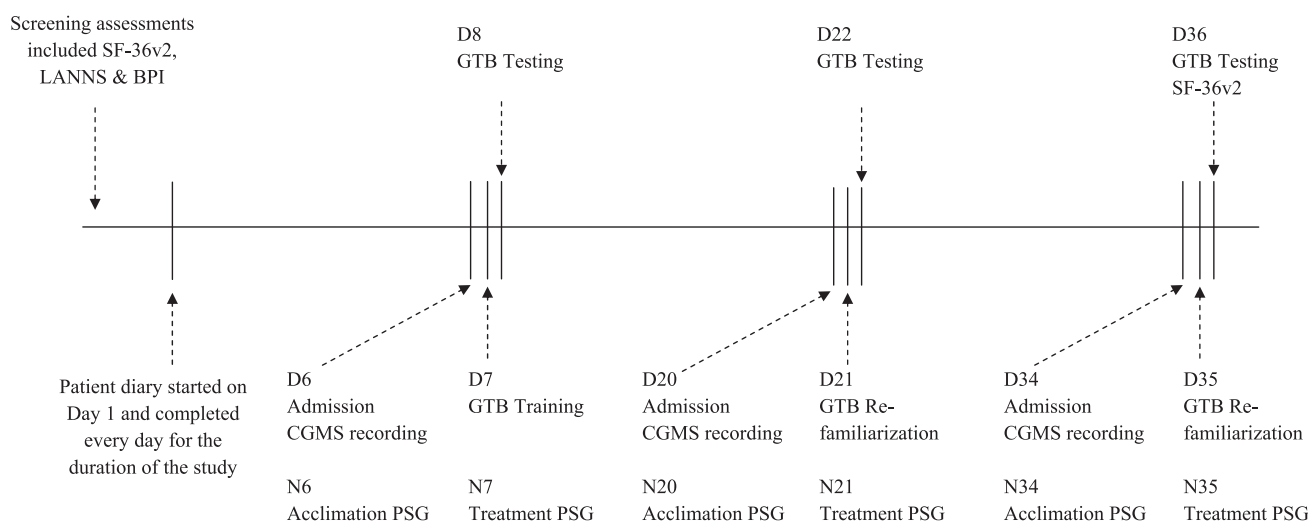 Screening assessments
included SF-36v2,
LANNS & BPI
D8
GTB Testing
D22
GTB Testing
D36
GTB Testing
SF-36v2
Patient diary started on
Day 1 and completed
every day for the
duration of the study
D6
Admission
CGMS recording
N6
Acclimation PSG
D7
GTB Training
N7
Treatment PSG
D20
Admission
CGMS recording
N20
Acclimation PSG
D21
GTB Re-
familiarization
N21
Treatment PSG
D34
Admission
CGMS recording
N34
Acclimation PSG
D35
GTB Re-
familiarization
N35
Treatment PSG